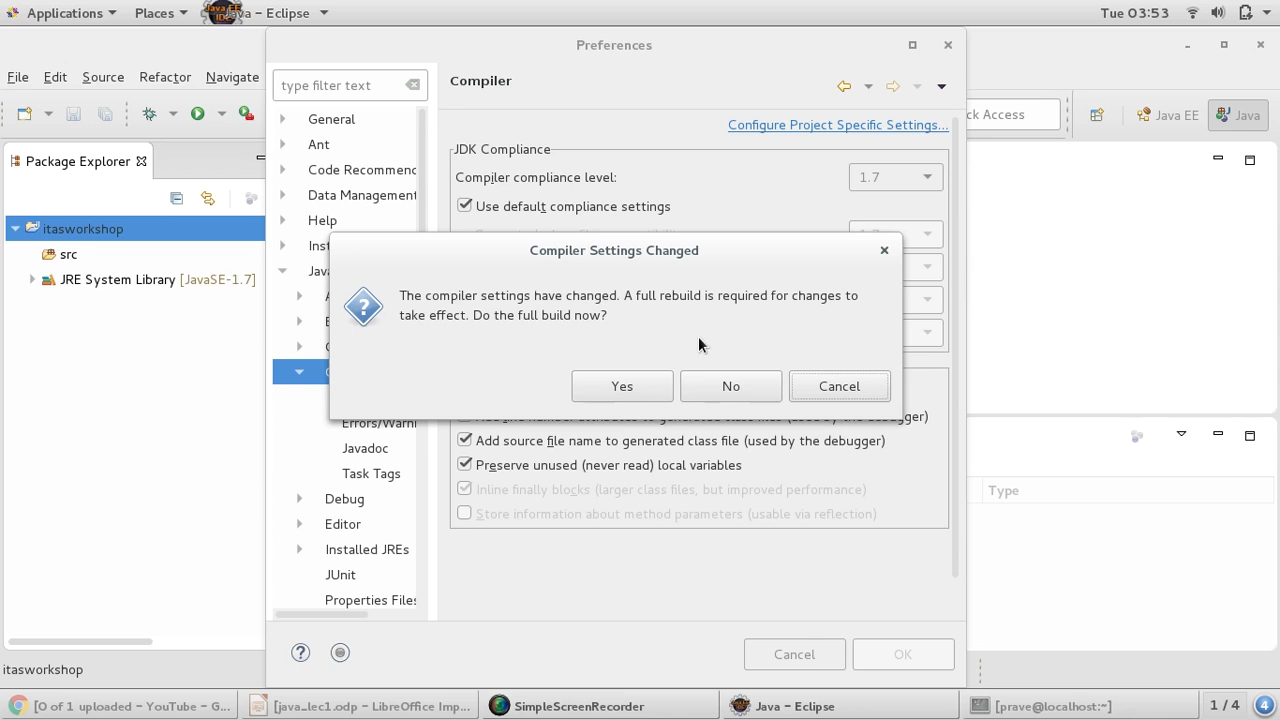 Applications Places Java – Eclipse Tue 03:53
Preferences
File Edit Source Refactor Navigate
type filter text
Compiler
Configure Project Specific Settings...
ck Access Java EE Java
Package Explorer
itasworkshop
src
JRE System Library [JavaSE-1.7]
General
Ant
Code Recommen
Data Management
Help
Inst
Java
JDK Compliance
Compiler compliance level: 1.7
Use default compliance settings
Compiler Settings Changed
The compiler settings have changed. A full rebuild is required for changes to
take effect. Do the full build now?
Yes No Cancel
Errors/Warni
Javadoc
Task Tags
Debug
Editor
Installed JREs
JUnit
Properties Files
Add source file name to generated class file (used by the debugger)
Preserve unused (never read) local variables
Inline finally blocks (larger class files, but improved performance)
Store information about method parameters (usable via reflection)
Type
Cancel OK
itasworkshop
[0 of 1 uploaded – YouTube – G... [java_lec1.odp – LibreOffice Imp... SimpleScreenRecorder Java – Eclipse [prave@localhost:~] 1 / 4 4